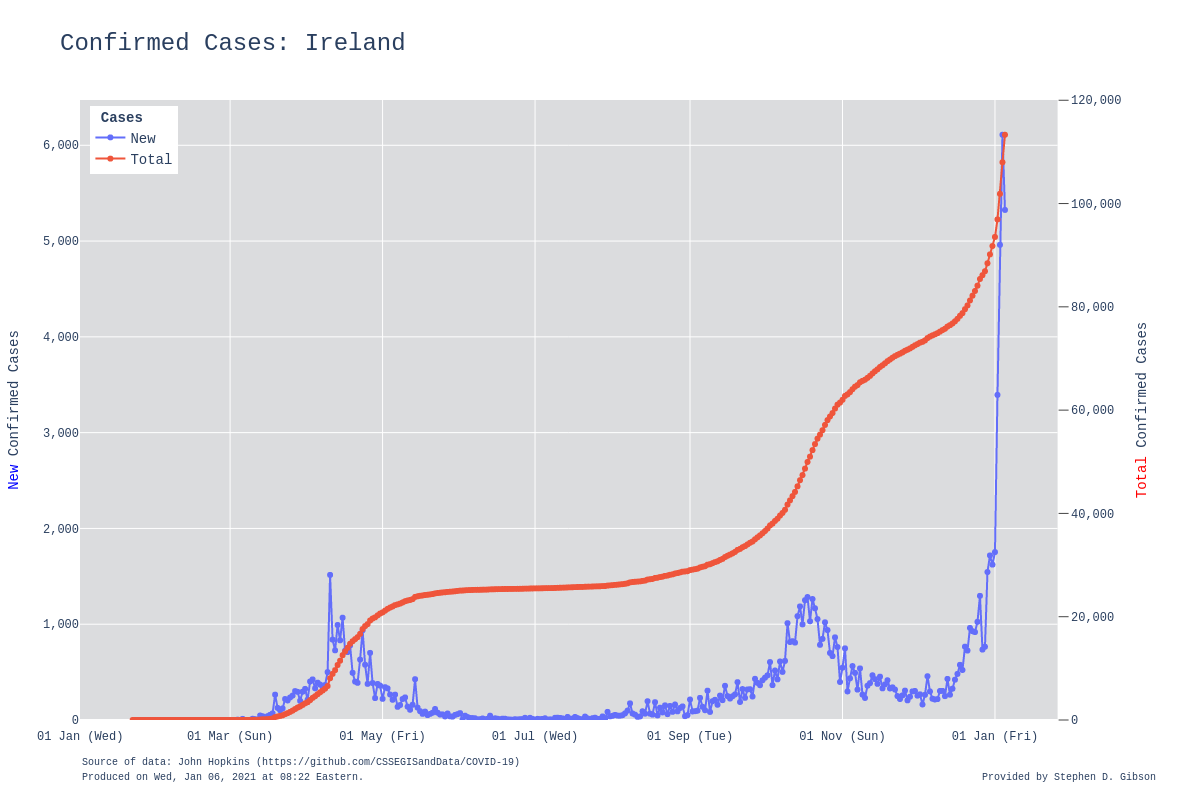 Confirmed Cases: Ireland
Cases
New
Total
6,000
5,000
4,000
3,000
2,000
1,000
0
New Confirmed Cases
120,000
100,000
80,000
60,000
40,000
20,000
0
Total Confirmed Cases
01 Jan (Wed)
01 Mar (Sun)
01 May (Fri)
01 Jul (Wed)
01 Sep (Tue)
01 Nov (Sun)
01 Jan (Fri)
Source of data: John Hopkins (https://github.com/CSSEGISandData/COVID-19)
Produced on Wed, Jan 06, 2021 at 08:22 Eastern.
Provided by Stephen D. Gibson